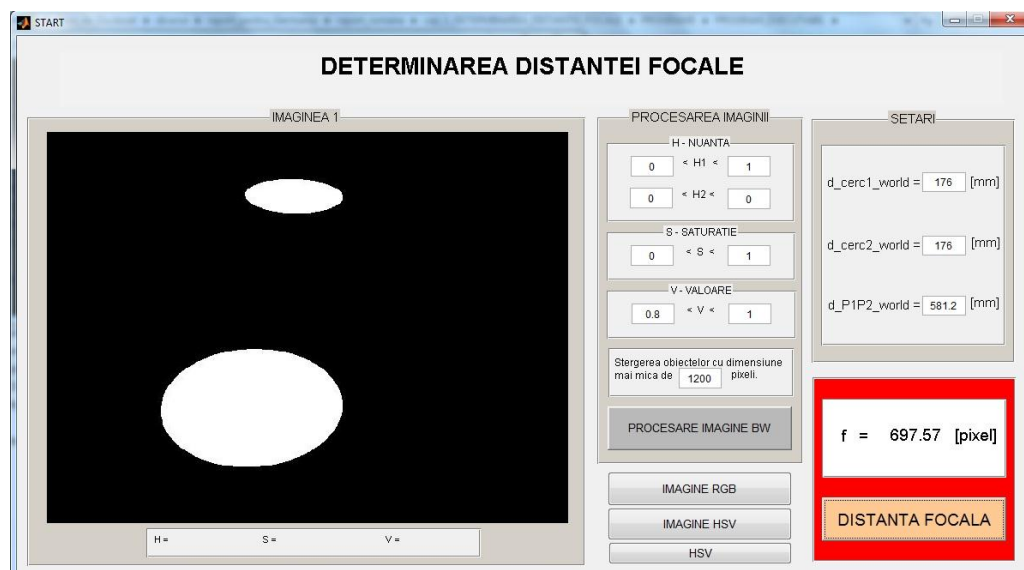 START
DETERMINAREA DISTANTEI FOCALE
IMAGINEA 1
H =
S =
V =
PROCESAREA IMAGINII
H - NUANTA
0 < H1 < 1
0 < H2 < 0
S - SATURATIE
0 < S < 1
V - VALOARE
0.8 < V < 1
Stergerea obiectelor cu dimensiune
mai mica de 1200 pixeli.
PROCESARE IMAGINE BW
IMAGINE RGB
IMAGINE HSV
HSV
SETARI
d_cerc1_world = 176 [mm]
d_cerc2_world = 176 [mm]
d_P1P2_world = 581.2 [mm]
f = 697.57 [pixel]
DISTANTA FOCALA